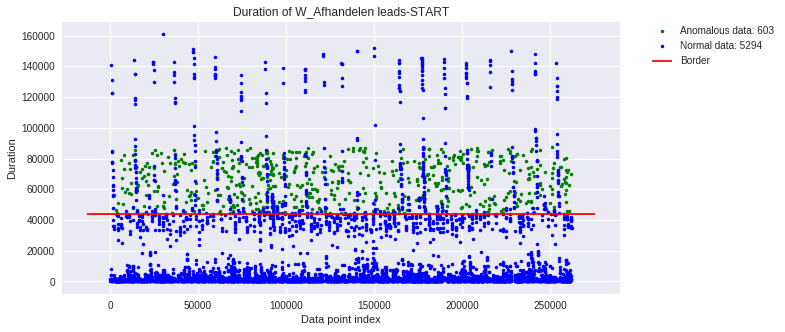 Duration of W_Afhandelen leads-START
Anomalous data: 603
Normal data: 5294
Border
160000
140000
120000
100000
80000
60000
40000
20000
0
Duration
0 50000 100000 150000 200000 250000
Data point index